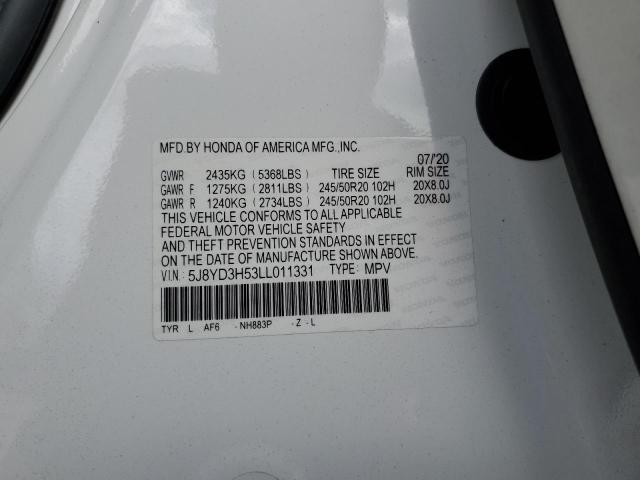 MFD.BY HONDA OF AMERICA MFG.,INC. 07/'20
GVWR 2435KG (5368LBS) TIRE SIZE RIM SIZE
GAWR F 1275KG (2811LBS) 245/50R20 102H 20X8.0J
GAWR R 1240KG (2734LBS) 245/50R20 102H 20X8.0J
THIS VEHICLE CONFORMS TO ALL APPLICABLE
FEDERAL MOTOR VEHICLE SAFETY
AND THEFT PREVENTION STANDARDS IN EFFECT
ON THE DATE OF MANUFACTURE SHOWN ABOVE.
V.I.N.: 5J8YD3H53LL011331 TYPE: MPV
TYR L AF6 -NH883P -Z -L